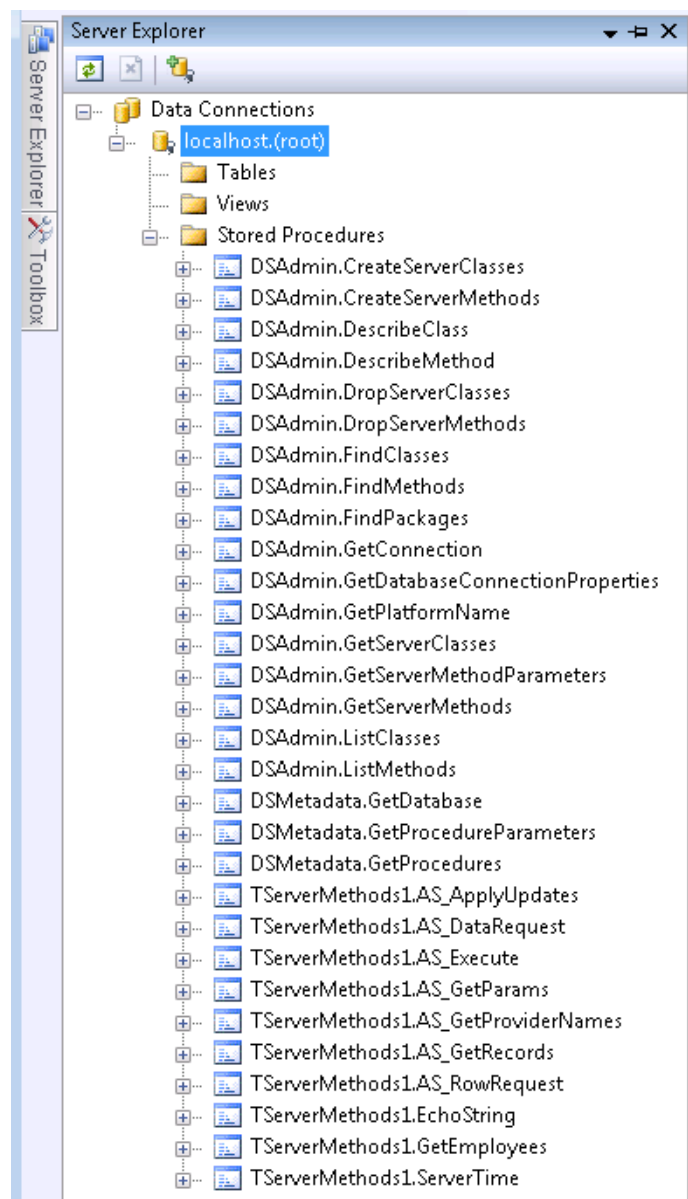 Server Explorer
Server Explorer
Toolbox
Data Connections
localhost.(root)
Tables
Views
Stored Procedures
DSAdmin.CreateServerClasses
DSAdmin.CreateServerMethods
DSAdmin.DescribeClass
DSAdmin.DescribeMethod
DSAdmin.DropServerClasses
DSAdmin.DropServerMethods
DSAdmin.FindClasses
DSAdmin.FindMethods
DSAdmin.FindPackages
DSAdmin.GetConnection
DSAdmin.GetDatabaseConnectionProperties
DSAdmin.GetPlatformName
DSAdmin.GetServerClasses
DSAdmin.GetServerMethodParameters
DSAdmin.GetServerMethods
DSAdmin.ListClasses
DSAdmin.ListMethods
DSMetadata.GetDatabase
DSMetadata.GetProcedureParameters
DSMetadata.GetProcedures
TServerMethods1.AS_ApplyUpdates
TServerMethods1.AS_DataRequest
TServerMethods1.AS_Execute
TServerMethods1.AS_GetParams
TServerMethods1.AS_GetProviderNames
TServerMethods1.AS_GetRecords
TServerMethods1.AS_RowRequest
TServerMethods1.EchoString
TServerMethods1.GetEmployees
TServerMethods1.ServerTime